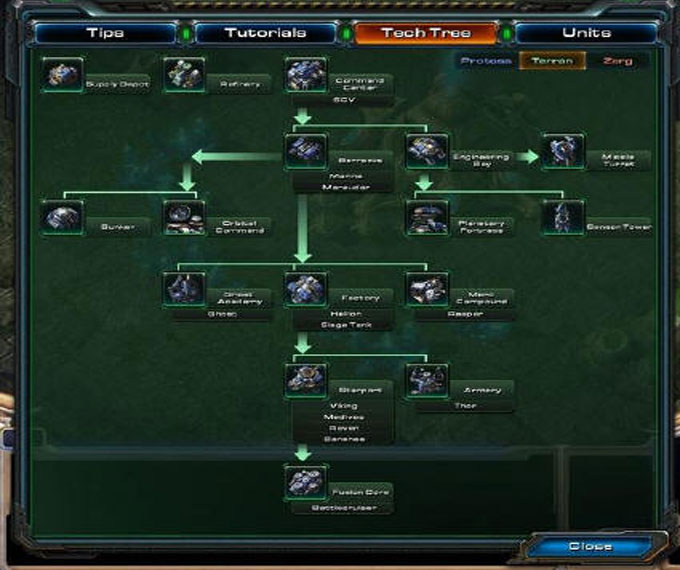 Tips
Tutorials
Tech Tree
Units
Protoss
Terran
Zerg
Supply Depot
Refinery
Command
Center
SCV
Barracks
Marine
Marauder
Engineering
Bay
Missile
Turret
Bunker
Orbital
Command
Planetary
Fortress
Sensor Tower
Ghost
Academy
Ghost
Factory
Hellion
Siege Tank
Merc
Compound
Reaper
Starport
Viking
Medivac
Raven
Banshee
Armory
Thor
Fusion Core
Battlecruiser
Close